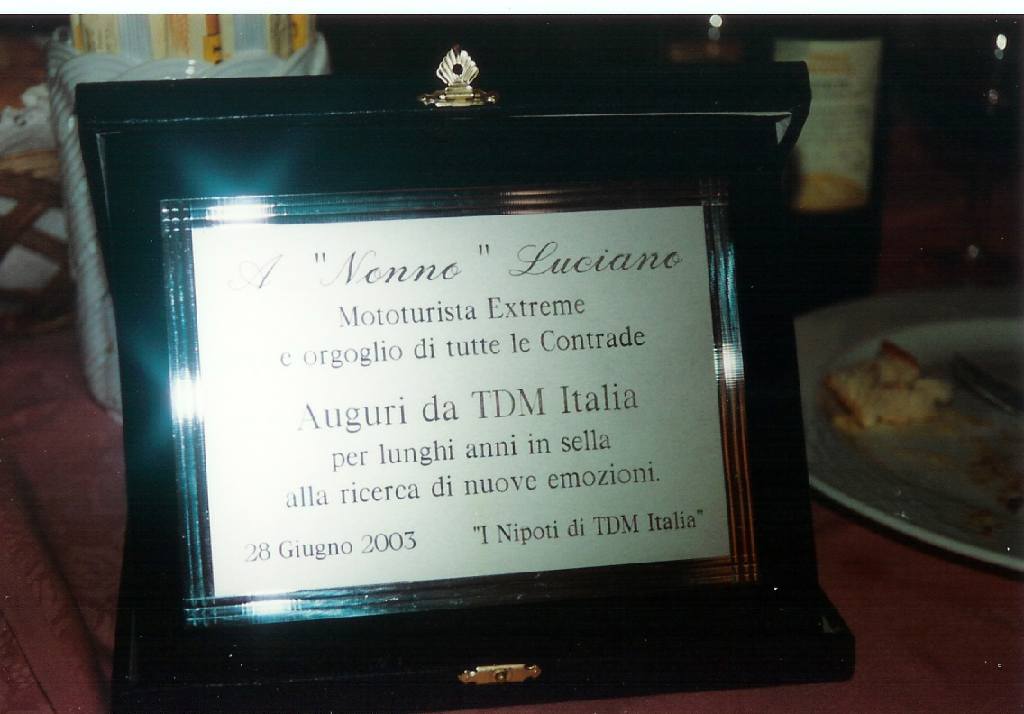 A "Nonno" Luciano
Mototurista Extreme
e orgoglio di tutte le Contrade
Auguri da TDM Italia
per lunghi anni in sella
alla ricerca di nuove emozioni.
28 Giugno 2003 "I Nipoti di TDM Italia"